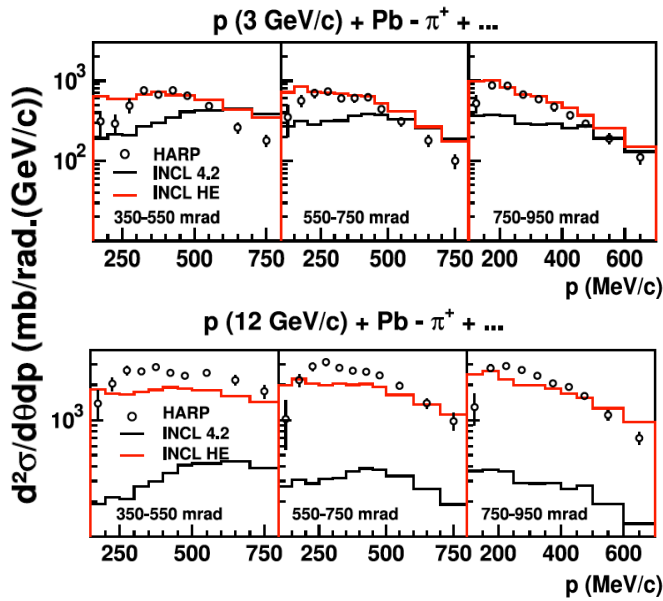 p (3 GeV/c) + Pb - π⁺ + ...
d²σ/dθdp (mb/rad.(GeV/c))
10³
10²
HARP
INCL 4.2
INCL HE
350-550 mrad
550-750 mrad
750-950 mrad
250 500 750 250 500 750 200 400 600
p (MeV/c)
p (12 GeV/c) + Pb - π⁺ + ...
10³
HARP
INCL 4.2
INCL HE
350-550 mrad
550-750 mrad
750-950 mrad
250 500 750 250 500 750 200 400 600
p (MeV/c)